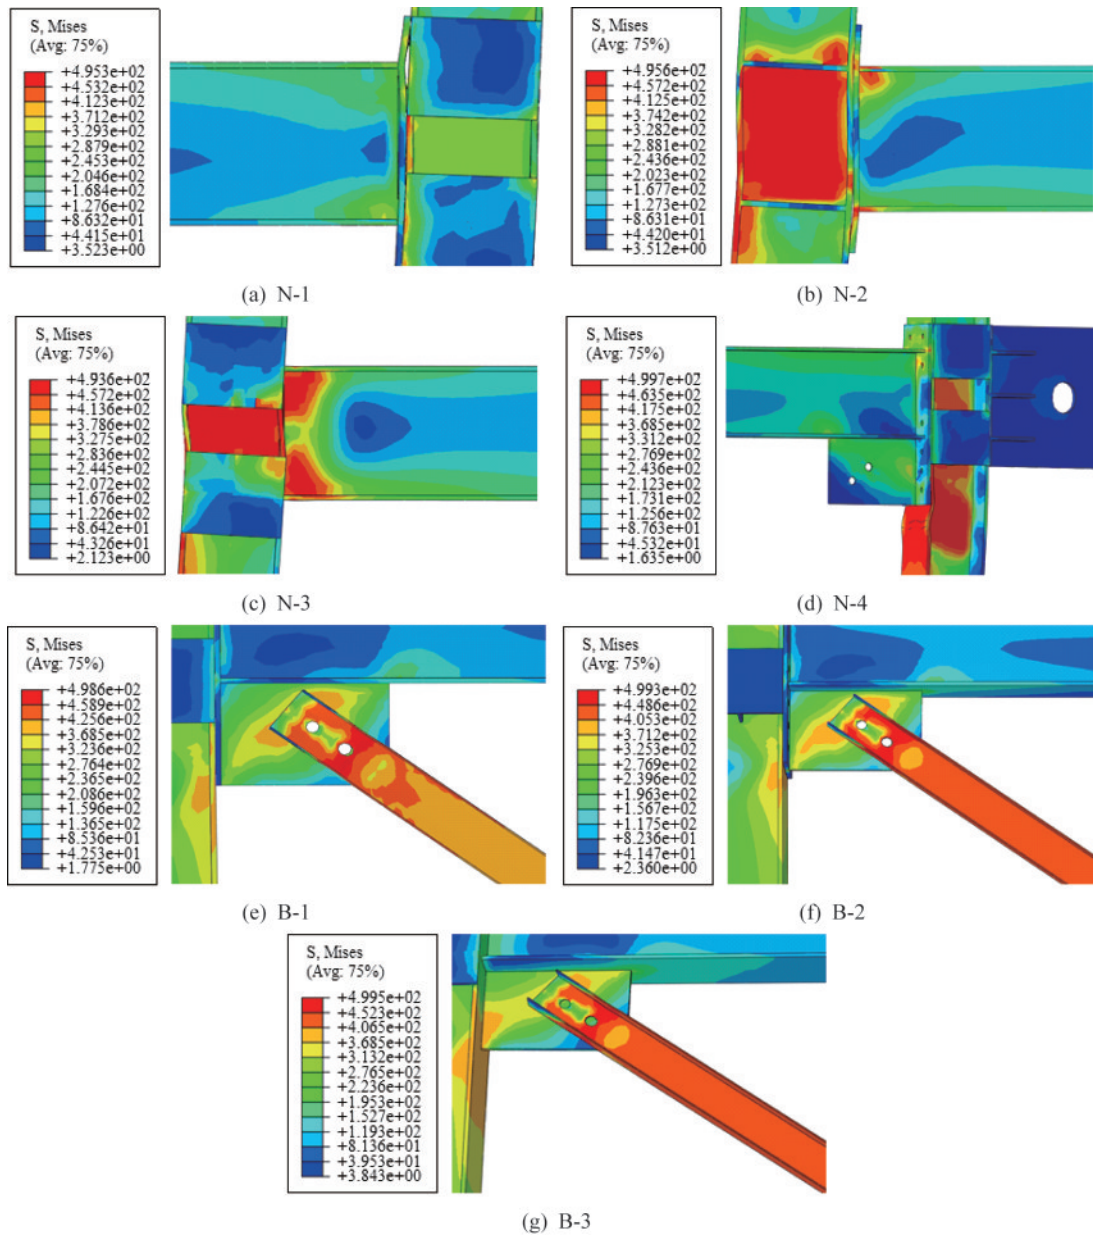 S, Mises
(Avg: 75%)
+4.953e+02
+4.532e+02
+4.123e+02
+3.712e+02
+3.293e+02
+2.879e+02
+2.453e+02
+2.046e+02
+1.684e+02
+1.276e+02
+8.632e+01
+4.415e+01
+3.523e+00
(a) N-1
S, Mises
(Avg: 75%)
+4.956e+02
+4.572e+02
+4.125e+02
+3.742e+02
+3.282e+02
+2.881e+02
+2.436e+02
+2.023e+02
+1.677e+02
+1.273e+02
+8.631e+01
+4.420e+01
+3.512e+00
(b) N-2
S, Mises
(Avg: 75%)
+4.936e+02
+4.572e+02
+4.136e+02
+3.786e+02
+3.275e+02
+2.836e+02
+2.445e+02
+2.072e+02
+1.676e+02
+1.226e+02
+8.642e+01
+4.326e+01
+2.123e+00
(c) N-3
S, Mises
(Avg: 75%)
+4.997e+02
+4.635e+02
+4.175e+02
+3.685e+02
+3.312e+02
+2.769e+02
+2.436e+02
+2.123e+02
+1.731e+02
+1.256e+02
+8.763e+01
+4.532e+01
+1.635e+00
(d) N-4
S, Mises
(Avg: 75%)
+4.986e+02
+4.589e+02
+4.256e+02
+3.685e+02
+3.236e+02
+2.764e+02
+2.365e+02
+2.086e+02
+1.596e+02
+1.365e+02
+8.536e+01
+4.253e+01
+1.775e+00
(e) B-1
S, Mises
(Avg: 75%)
+4.993e+02
+4.486e+02
+4.053e+02
+3.712e+02
+3.253e+02
+2.769e+02
+2.396e+02
+1.963e+02
+1.567e+02
+1.175e+02
+8.236e+01
+4.147e+01
+2.360e+00
(f) B-2
S, Mises
(Avg: 75%)
+4.995e+02
+4.523e+02
+4.065e+02
+3.685e+02
+3.132e+02
+2.765e+02
+2.236e+02
+1.953e+02
+1.527e+02
+1.193e+02
+8.136e+01
+3.953e+01
+3.843e+00
(g) B-3